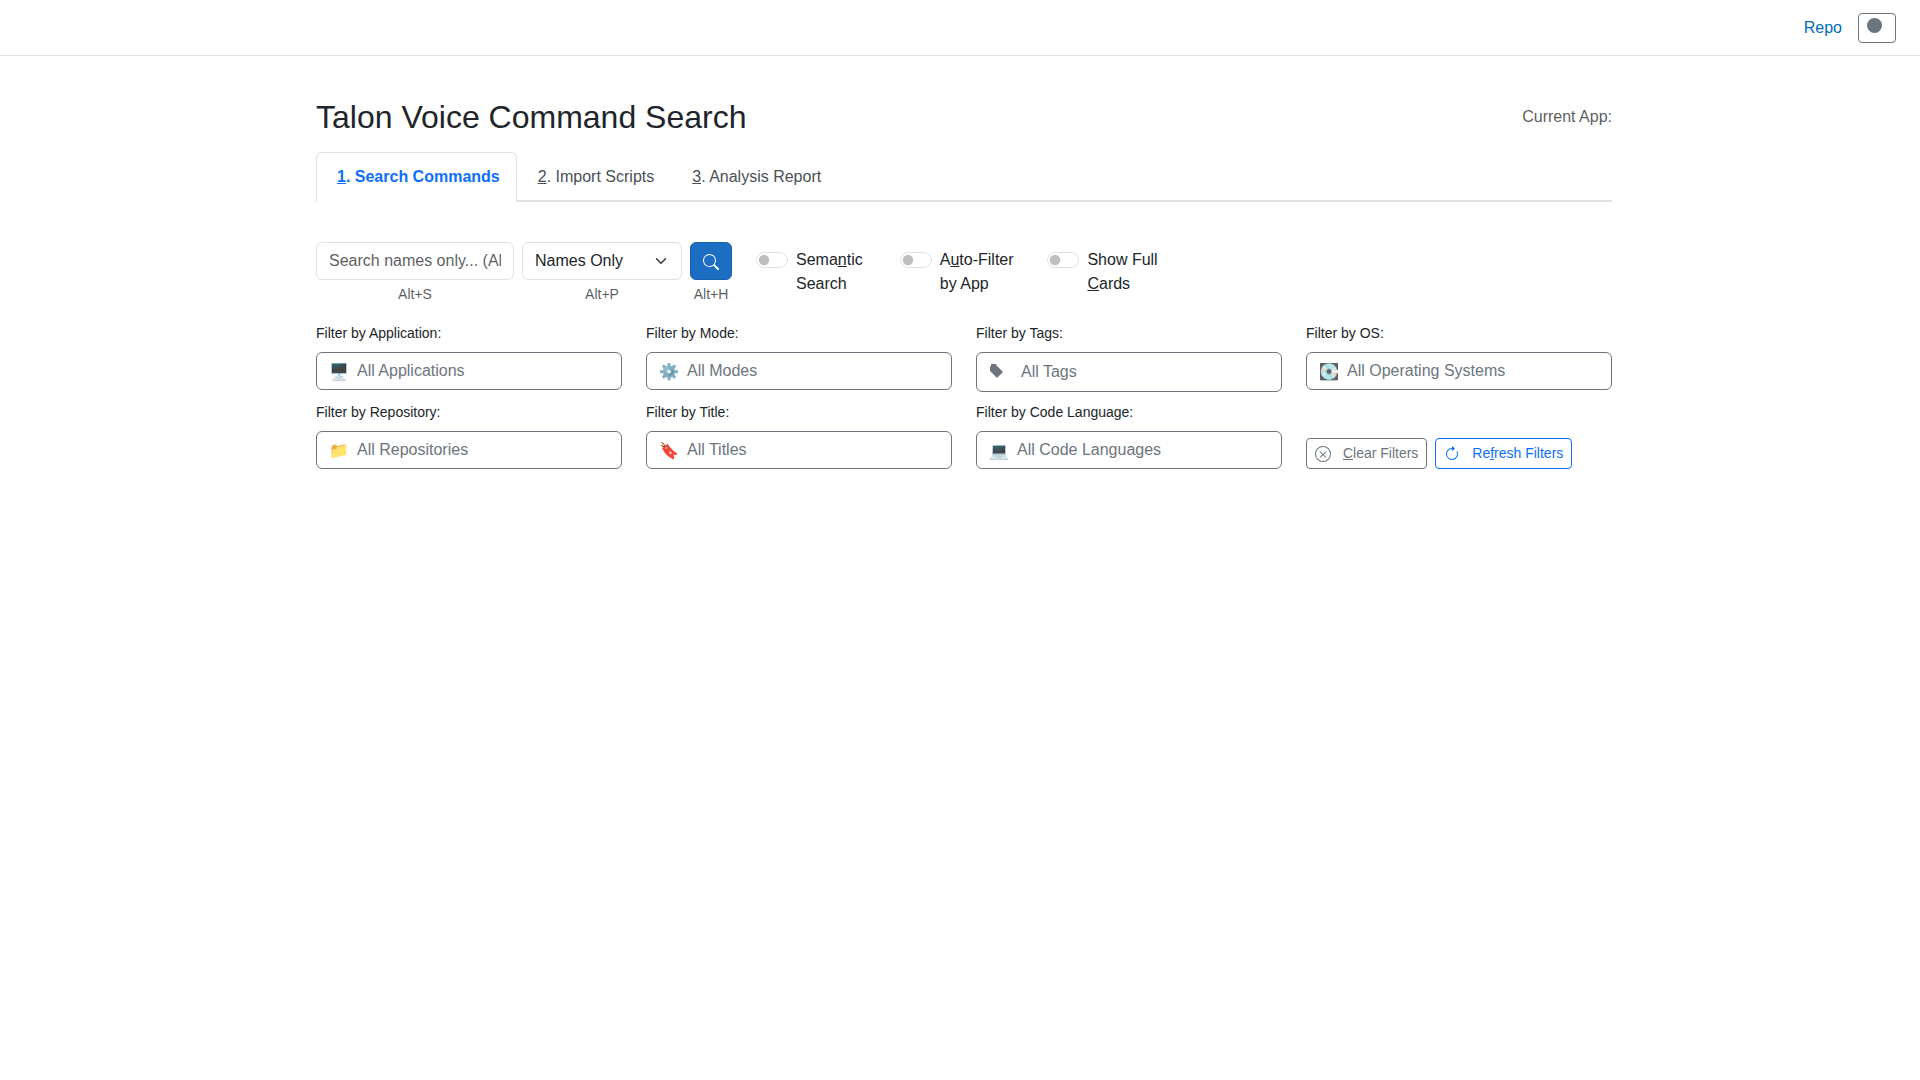 Repo
Talon Voice Command Search
Current App:
1. Search Commands
2. Import Scripts
3. Analysis Report
Search names only... (Al
Names Only
Semantic
Search
Auto-Filter
by App
Show Full
Cards
Alt+S
Alt+P
Alt+H
Filter by Application:
Filter by Mode:
Filter by Tags:
Filter by OS:
All Applications
All Modes
All Tags
All Operating Systems
Filter by Repository:
Filter by Title:
Filter by Code Language:
All Repositories
All Titles
All Code Languages
Clear Filters
Refresh Filters